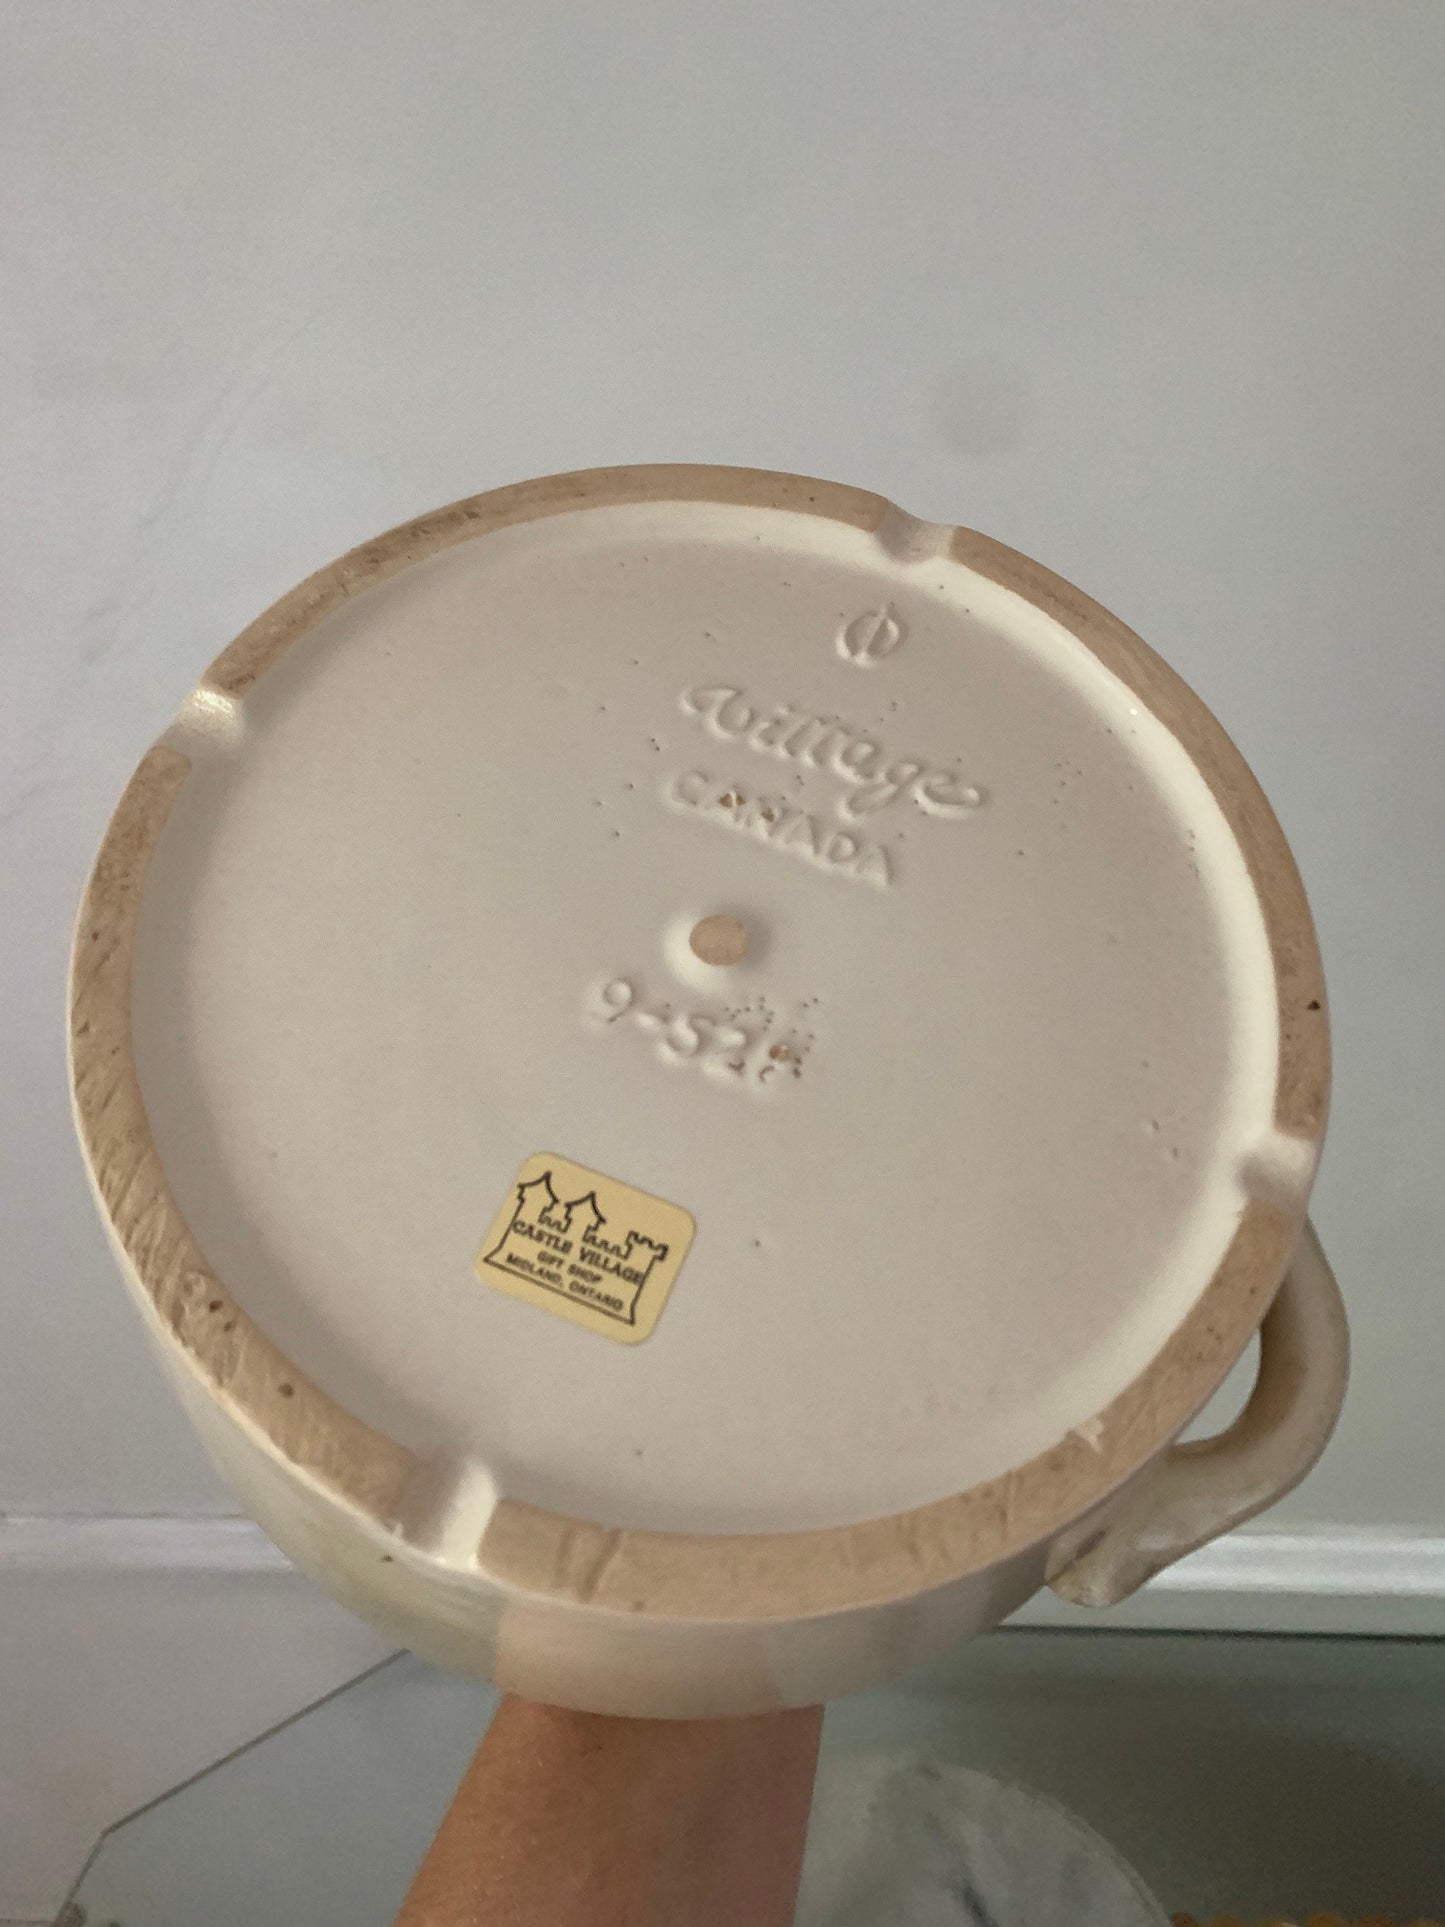 Village
CANADA
CASTLE VILLAGE
GIFT SHOP
MIDLAND, ONTARIO